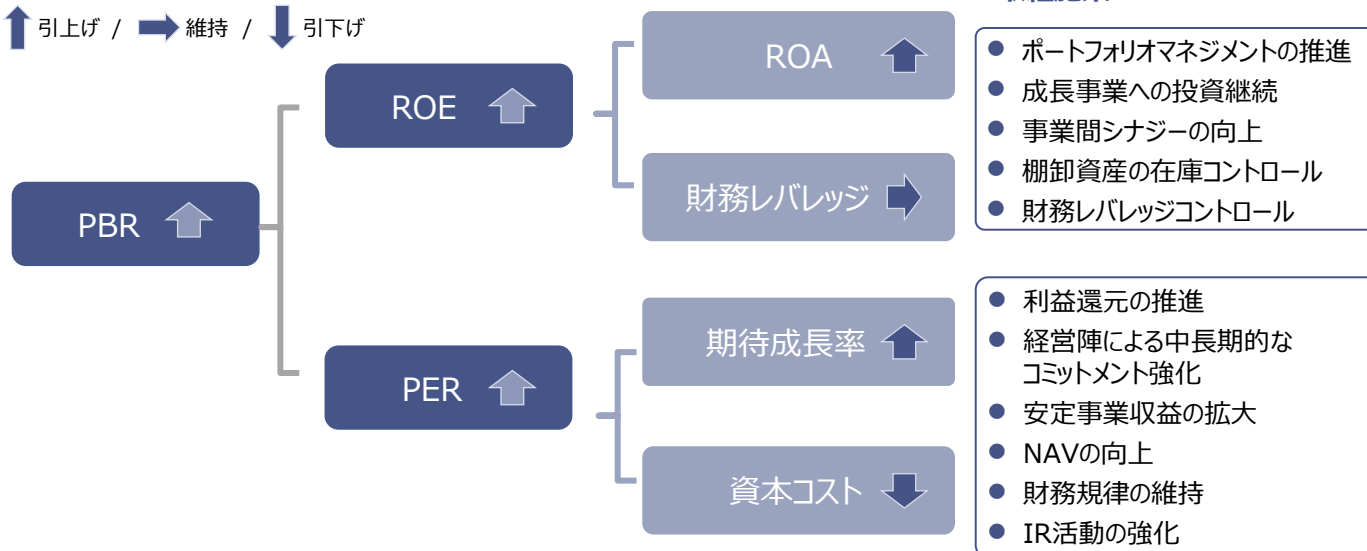 引上げ / 維持 / 引下げ
PBR
ROE
PER
ROA
財務レバレッジ
期待成長率
資本コスト
● ポートフォリオマネジメントの推進
● 成長事業への投資継続
● 事業間シナジーの向上
● 棚卸資産の在庫コントロール
● 財務レバレッジコントロール
● 利益還元の推進
● 経営陣による中長期的な
コミットメント強化
● 安定事業収益の拡大
● NAVの向上
● 財務規律の維持
● IR活動の強化